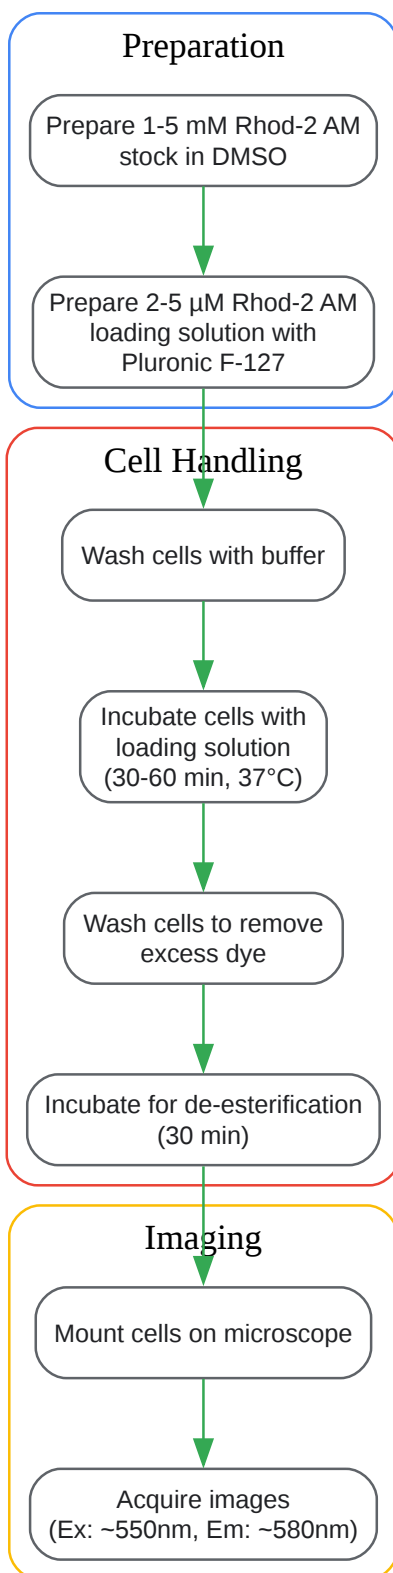 Preparation
Prepare 1-5 mM Rhod-2 AM
stock in DMSO
Prepare 2-5 µM Rhod-2 AM
loading solution with
Pluronic F-127
Cell Handling
Wash cells with buffer
Incubate cells with
loading solution
(30-60 min, 37°C)
Wash cells to remove
excess dye
Incubate for de-esterification
(30 min)
Imaging
Mount cells on microscope
Acquire images
(Ex: ~550nm, Em: ~580nm)